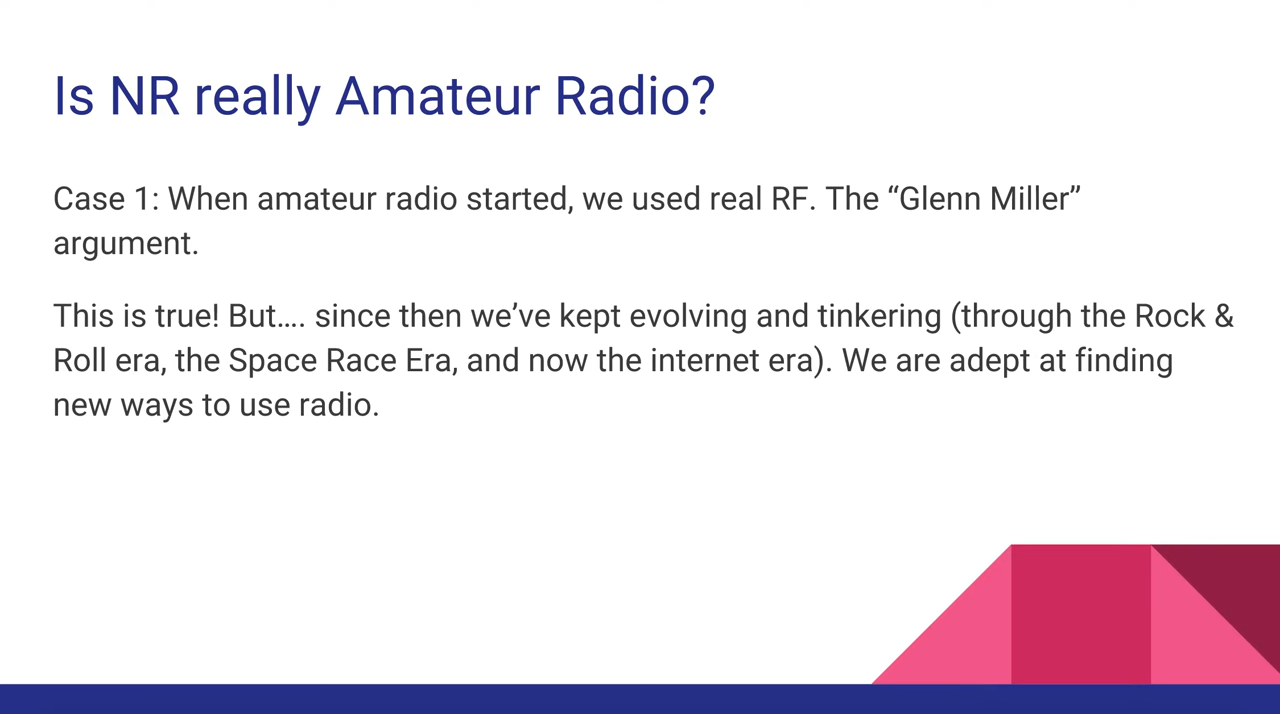 Is NR really Amateur Radio?
Case 1: When amateur radio started, we used real RF. The “Glenn Miller”
argument.
This is true! But…. since then we’ve kept evolving and tinkering (through the Rock &
Roll era, the Space Race Era, and now the internet era). We are adept at finding
new ways to use radio.